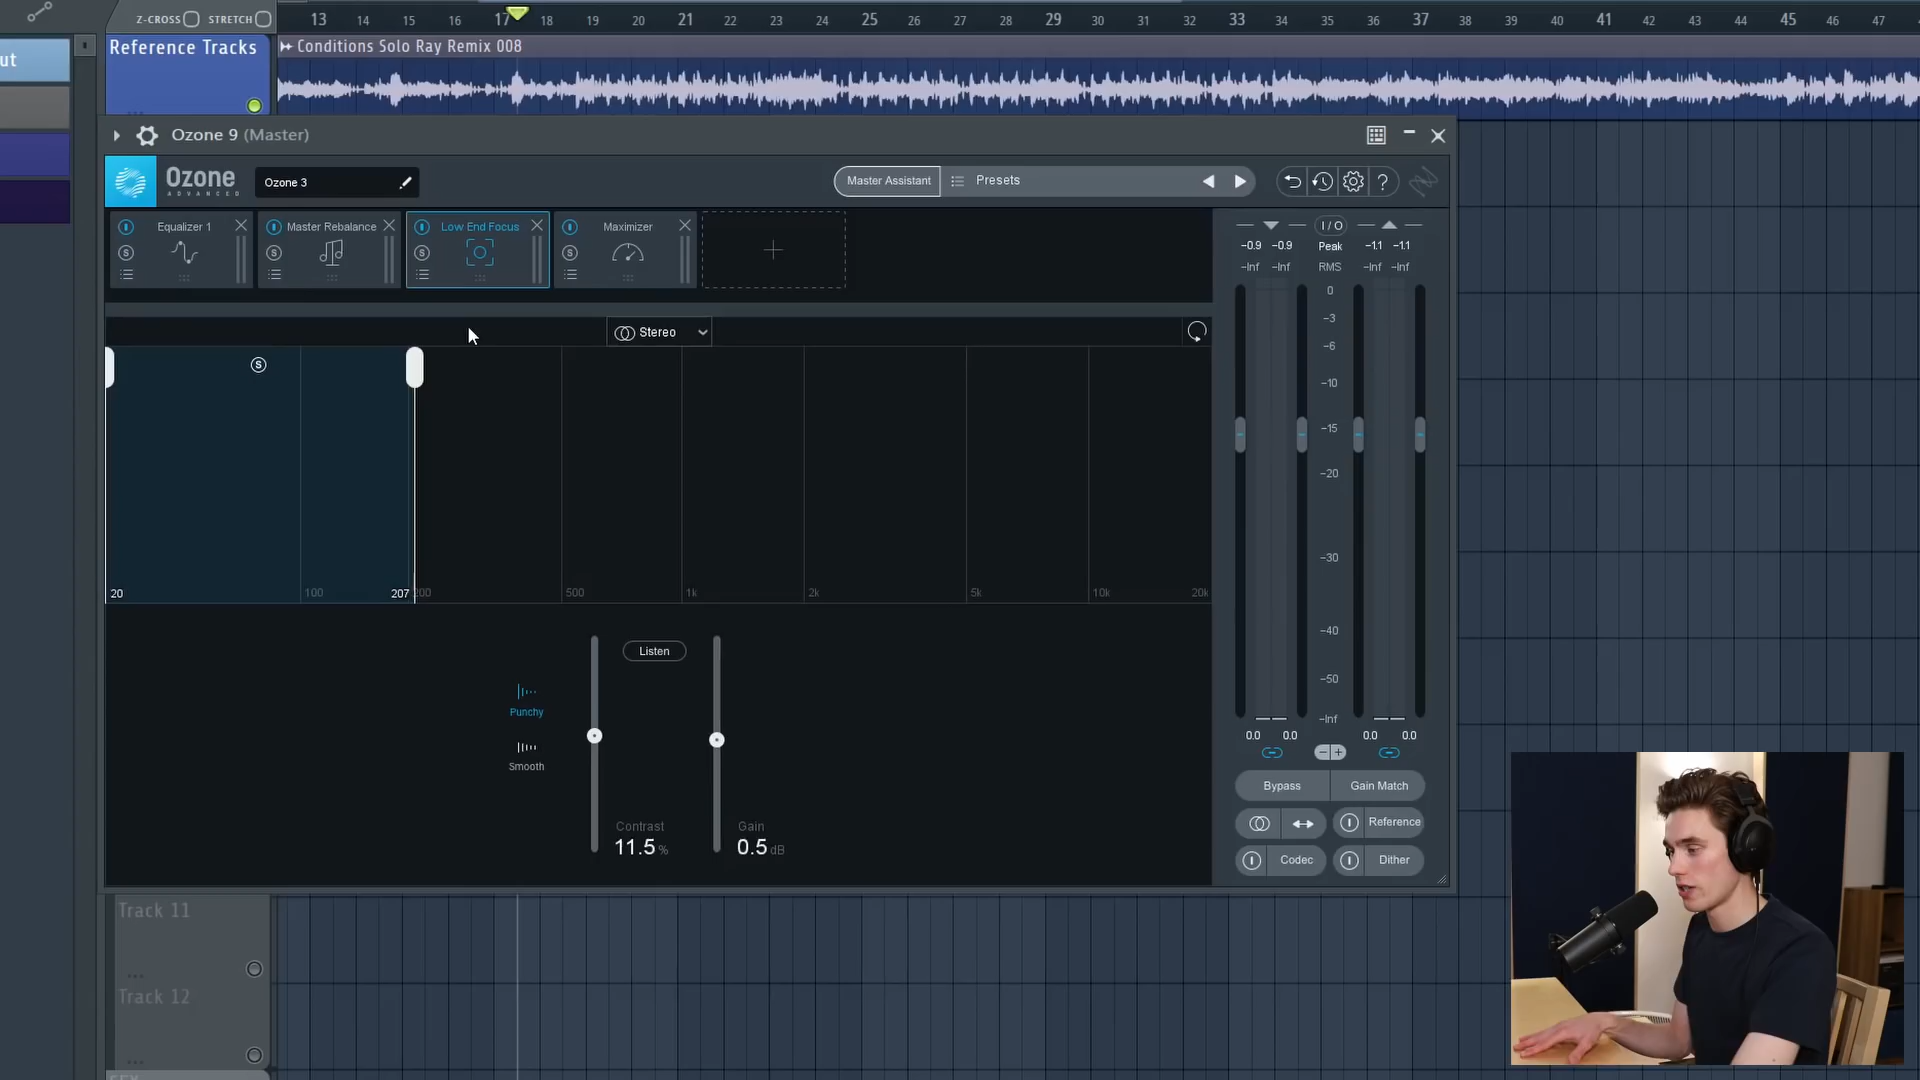 Z-CROSS STRETCH 13 14 15 16 17 18 19 20 21 22 23 24 25 26 27 28 29 30 31 32 33 34 35 36 37 38 39 40 41 42 43 44 45 46 47
Reference Tracks
Conditions Solo Ray Remix 008
ut
Ozone 9 (Master)
Ozone
ADVANCED
Ozone 3
Master Assistant
Presets
?
Equalizer 1
Master Rebalance
Low End Focus
Maximizer
S
S
S
S
+
I / O
-0.9 -0.9 Peak -1.1 -1.1
-Inf -Inf RMS -Inf -Inf
Stereo
S
20 100 207 200 500 1k 2k 5k 10k 20k
0
-3
-6
-10
-15
-20
-30
-40
-50
-Inf
0.0 0.0 0.0 0.0
Listen
Punchy
Smooth
Contrast
11.5 %
Gain
0.5 dB
Bypass
Gain Match
Reference
Codec
Dither
Track 11
Track 12